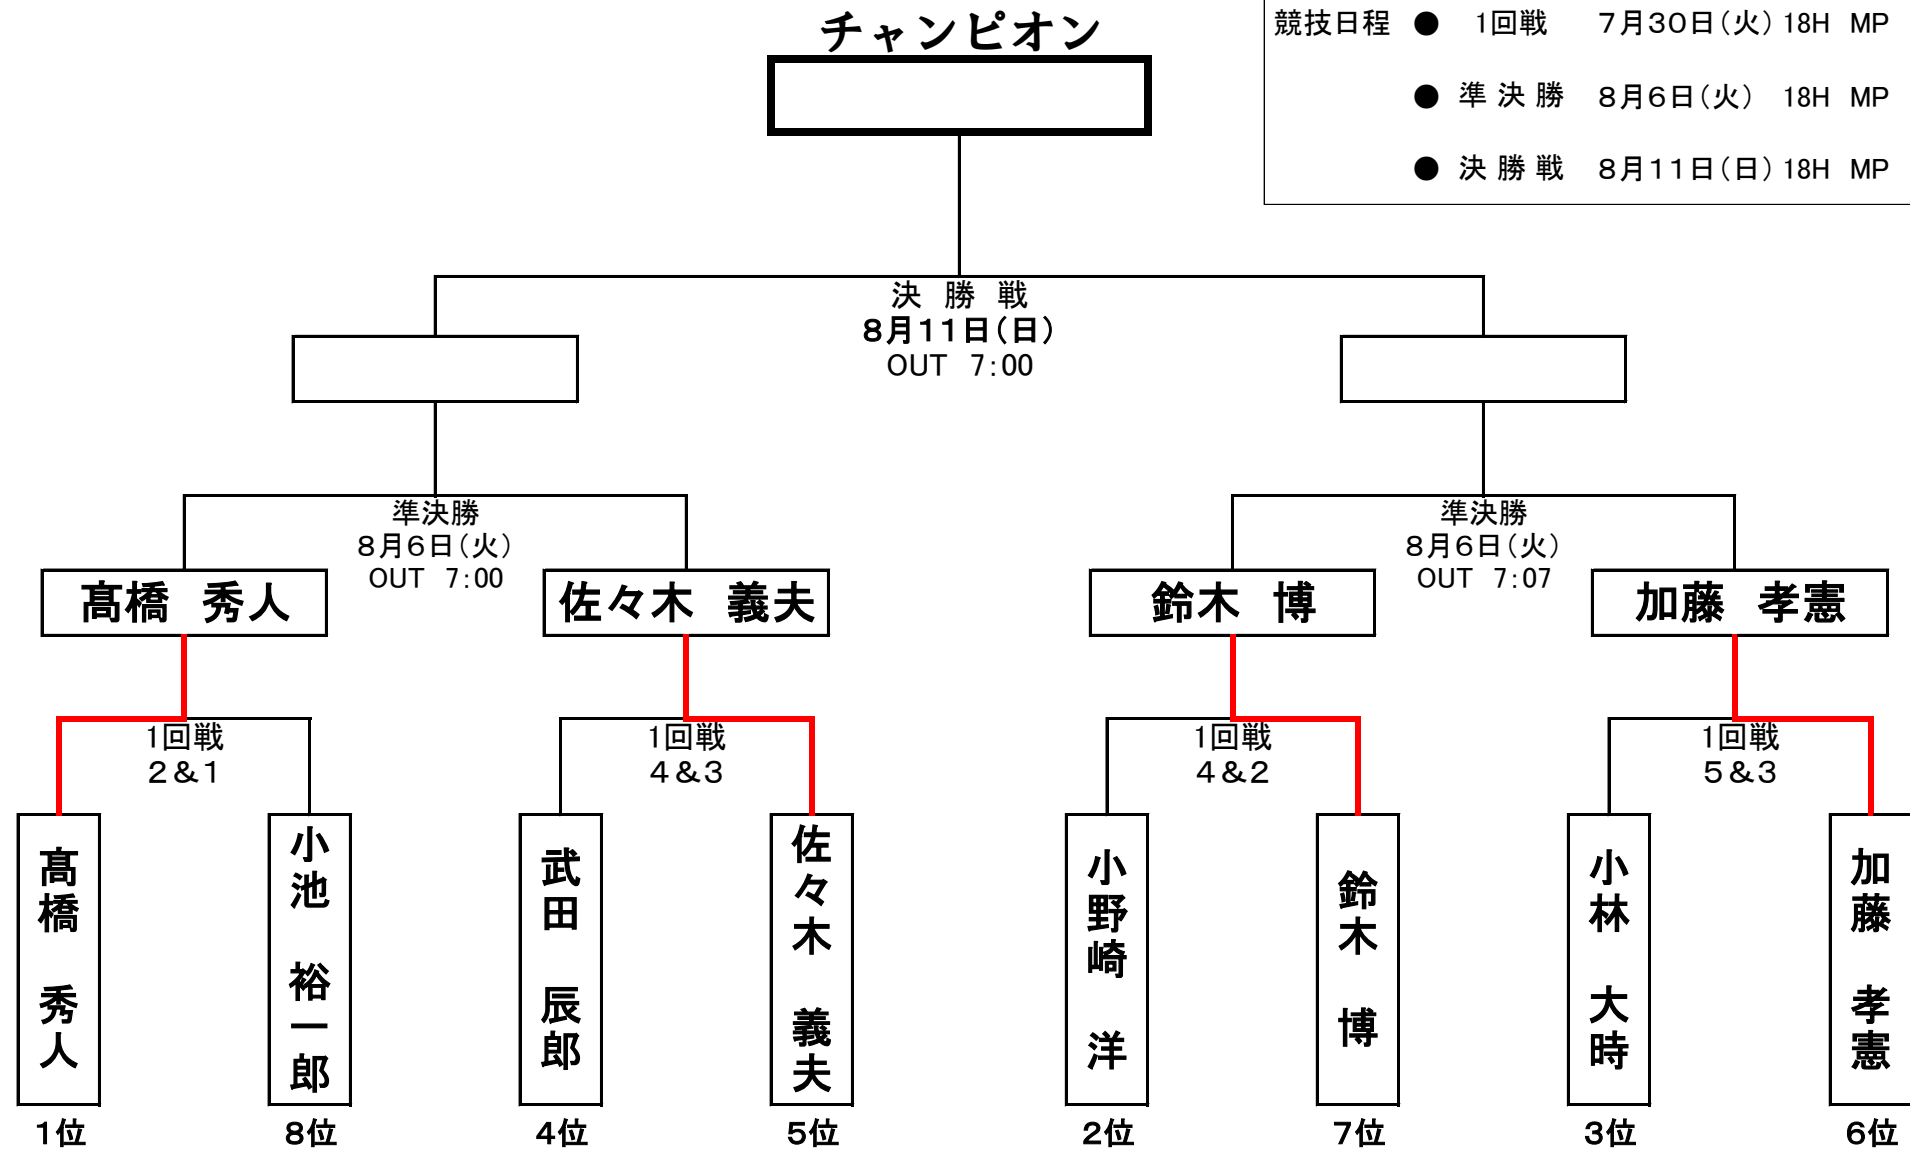 チャンピオン
競技日程 ● 1回戦 7月30日(火) 18H MP
● 準決勝 8月6日(火) 18H MP
● 決勝戦 8月11日(日) 18H MP
決勝戦
8月11日(日)
OUT 7:00
準決勝
8月6日(火)
OUT 7:00
準決勝
8月6日(火)
OUT 7:07
髙橋 秀人
佐々木 義夫
鈴木 博
加藤 孝憲
1回戦
2&1
1回戦
4&3
1回戦
4&2
1回戦
5&3
髙橋 秀人
小池 裕一郎
武田 辰郎
佐々木 義夫
小野崎 洋
鈴木 博
小林 大時
加藤 孝憲
1位
8位
4位
5位
2位
7位
3位
6位